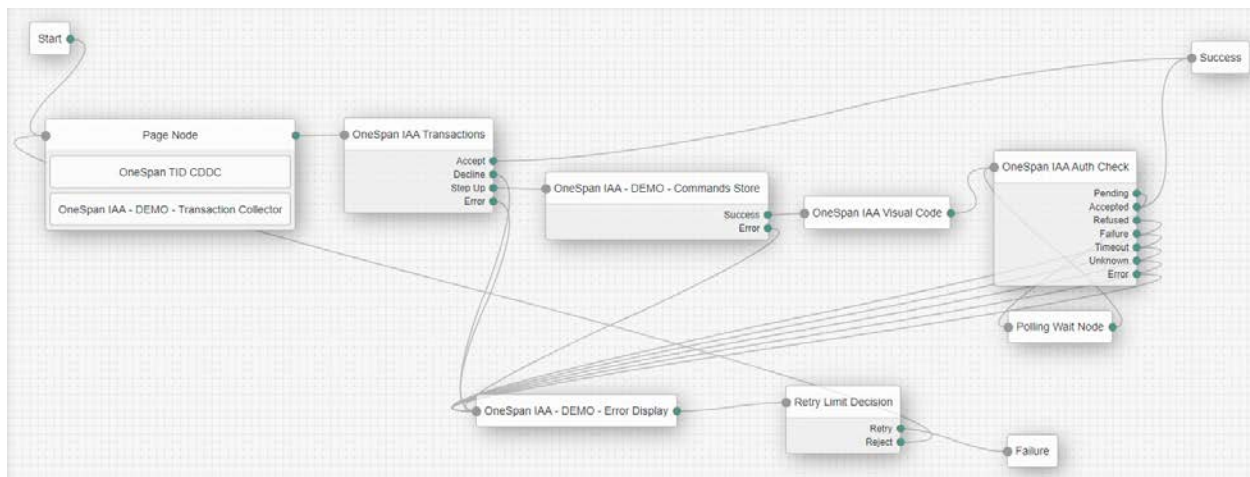 Start
Success
Page Node
OneSpan TID CDDC
OneSpan IAA - DEMO - Transaction Collector
OneSpan IAA Transactions
Accept
Decline
Step Up
Error
OneSpan IAA - DEMO - Commands Store
Success
Error
OneSpan IAA Visual Code
OneSpan IAA Auth Check
Pending
Accepted
Refused
Failure
Timeout
Unknown
Error
Polling Wait Node
OneSpan IAA - DEMO - Error Display
Retry Limit Decision
Retry
Reject
Failure